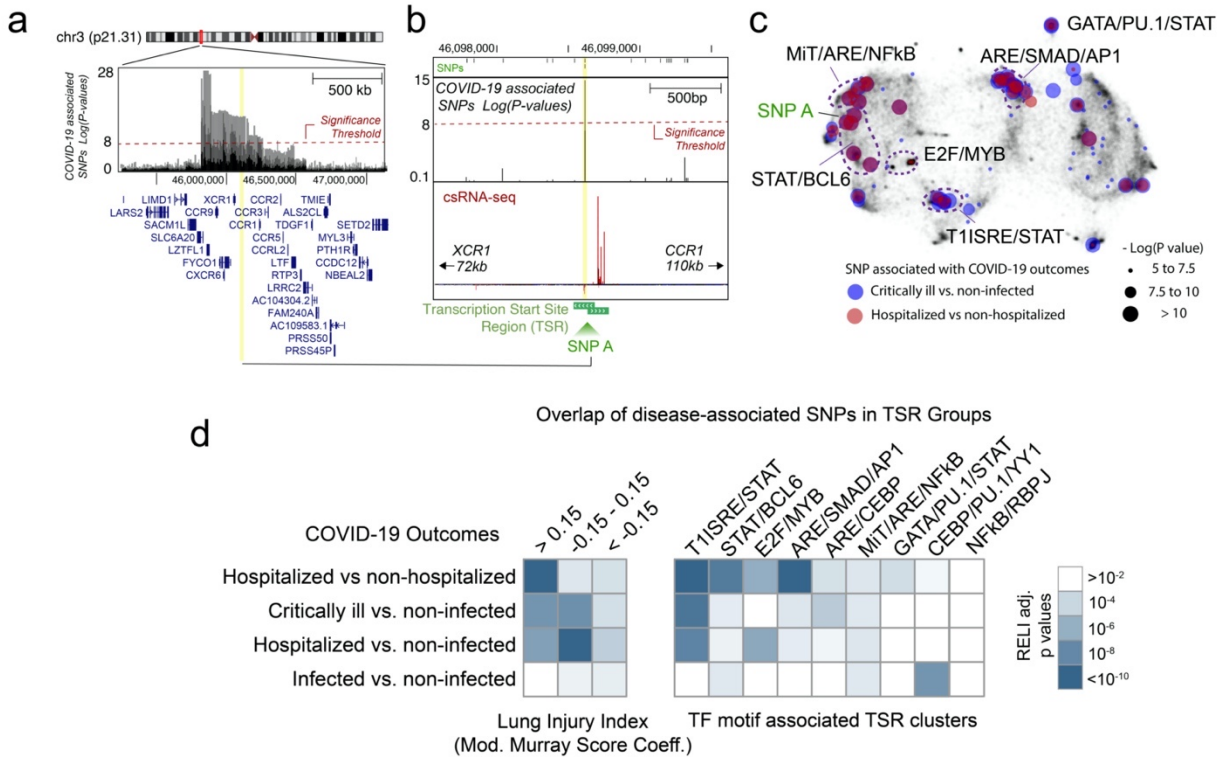 a
chr3 (p21.31)
COVID-19 associated
SNPs Log(P-values)
28
8
0
500 kb
Significance
Threshold
46,000,000
46,500,000
47,000,000
LIMD1
XCR1
CCR2
TMIE
LARS2
CCR9
CCR3
ALS2CL
SACM1L
CCR1
TDGF1
SETD2
SLC6A20
CCR5
MYL3
LZTFL1
CCRL2
PTH1R
FYCO1
LTF
CCDC12
CXCR6
RTP3
NBEAL2
LRRC2
AC104304.2
FAM240A
AC109583.1
PRSS50
PRSS45P
b
46,098,000
46,099,000
SNPs
15
COVID-19 associated
SNPs Log(P-values)
500bp
8
Significance
Threshold
0.1
csRNA-seq
XCR1
72kb
CCR1
110kb
Transcription Start Site
Region (TSR)
SNP A
c
GATA/PU.1/STAT
MiT/ARE/NFkB
ARE/SMAD/AP1
SNP A
E2F/MYB
STAT/BCL6
T1ISRE/STAT
SNP associated with COVID-19 outcomes
Critically ill vs. non-infected
Hospitalized vs non-hospitalized
- Log(P value)
5 to 7.5
7.5 to 10
> 10
d
Overlap of disease-associated SNPs in TSR Groups
COVID-19 Outcomes
> 0.15
-0.15 - 0.15
< -0.15
T1ISRE/STAT
STAT/BCL6
E2F/MYB
ARE/SMAD/AP1
ARE/CEBP
MiT/ARE/NFkB
GATA/PU.1/STAT
CEBP/PU.1/YY1
NFkB/RBPJ
Hospitalized vs non-hospitalized
Critically ill vs. non-infected
Hospitalized vs. non-infected
Infected vs. non-infected
RELI adj.
p values
>10⁻²
10⁻⁴
10⁻⁶
10⁻⁸
<10⁻¹⁰
Lung Injury Index
(Mod. Murray Score Coeff.)
TF motif associated TSR clusters